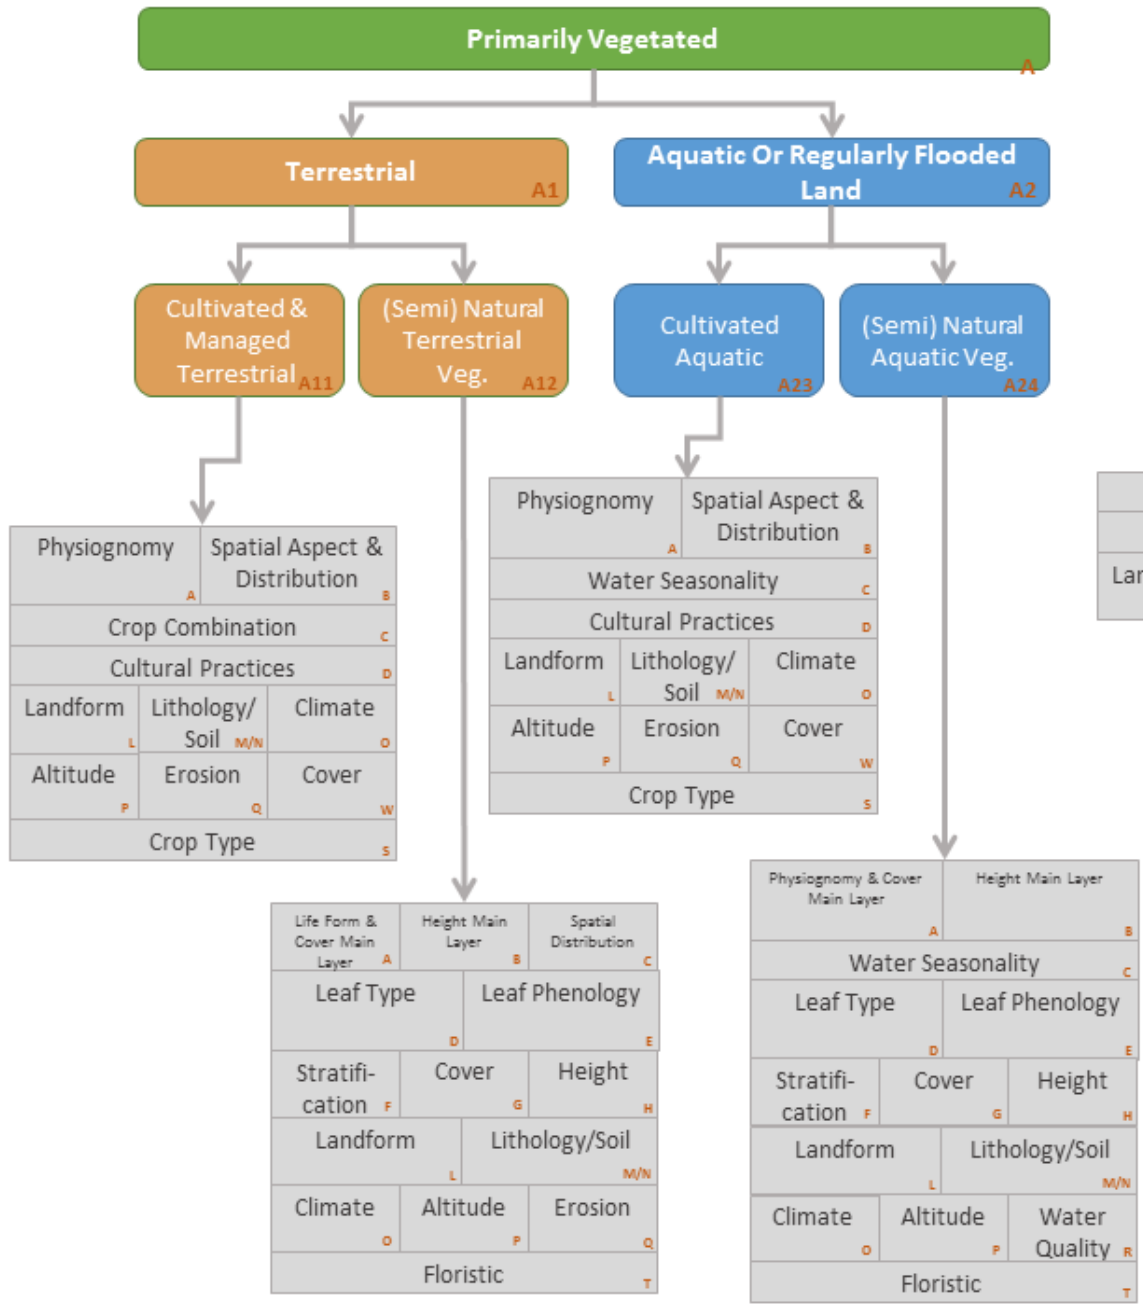 Primarily Vegetated
A
Terrestrial
A1
Aquatic Or Regularly Flooded
Land
A2
Cultivated &
Managed
Terrestrial
A11
(Semi) Natural
Terrestrial
Veg.
A12
Cultivated
Aquatic
A23
(Semi) Natural
Aquatic Veg.
A24
Physiognomy
A
Spatial Aspect &
Distribution
B
Crop Combination
C
Cultural Practices
D
Landform
L
Lithology/
Soil
M/N
Climate
O
Altitude
P
Erosion
Q
Cover
W
Crop Type
S
Life Form &
Cover Main
Layer
A
Height Main
Layer
B
Spatial
Distribution
C
Leaf Type
D
Leaf Phenology
E
Stratifi-
cation
F
Cover
G
Height
H
Landform
L
Lithology/Soil
M/N
Climate
O
Altitude
P
Erosion
Q
Floristic
T
Physiognomy
A
Spatial Aspect &
Distribution
B
Water Seasonality
C
Cultural Practices
D
Landform
L
Lithology/
Soil
M/N
Climate
O
Altitude
P
Erosion
Q
Cover
W
Crop Type
S
Physiognomy & Cover
Main Layer
A
Height Main Layer
B
Water Seasonality
C
Leaf Type
D
Leaf Phenology
E
Stratifi-
cation
F
Cover
G
Height
H
Landform
L
Lithology/Soil
M/N
Climate
O
Altitude
P
Water
Quality
R
Floristic
T